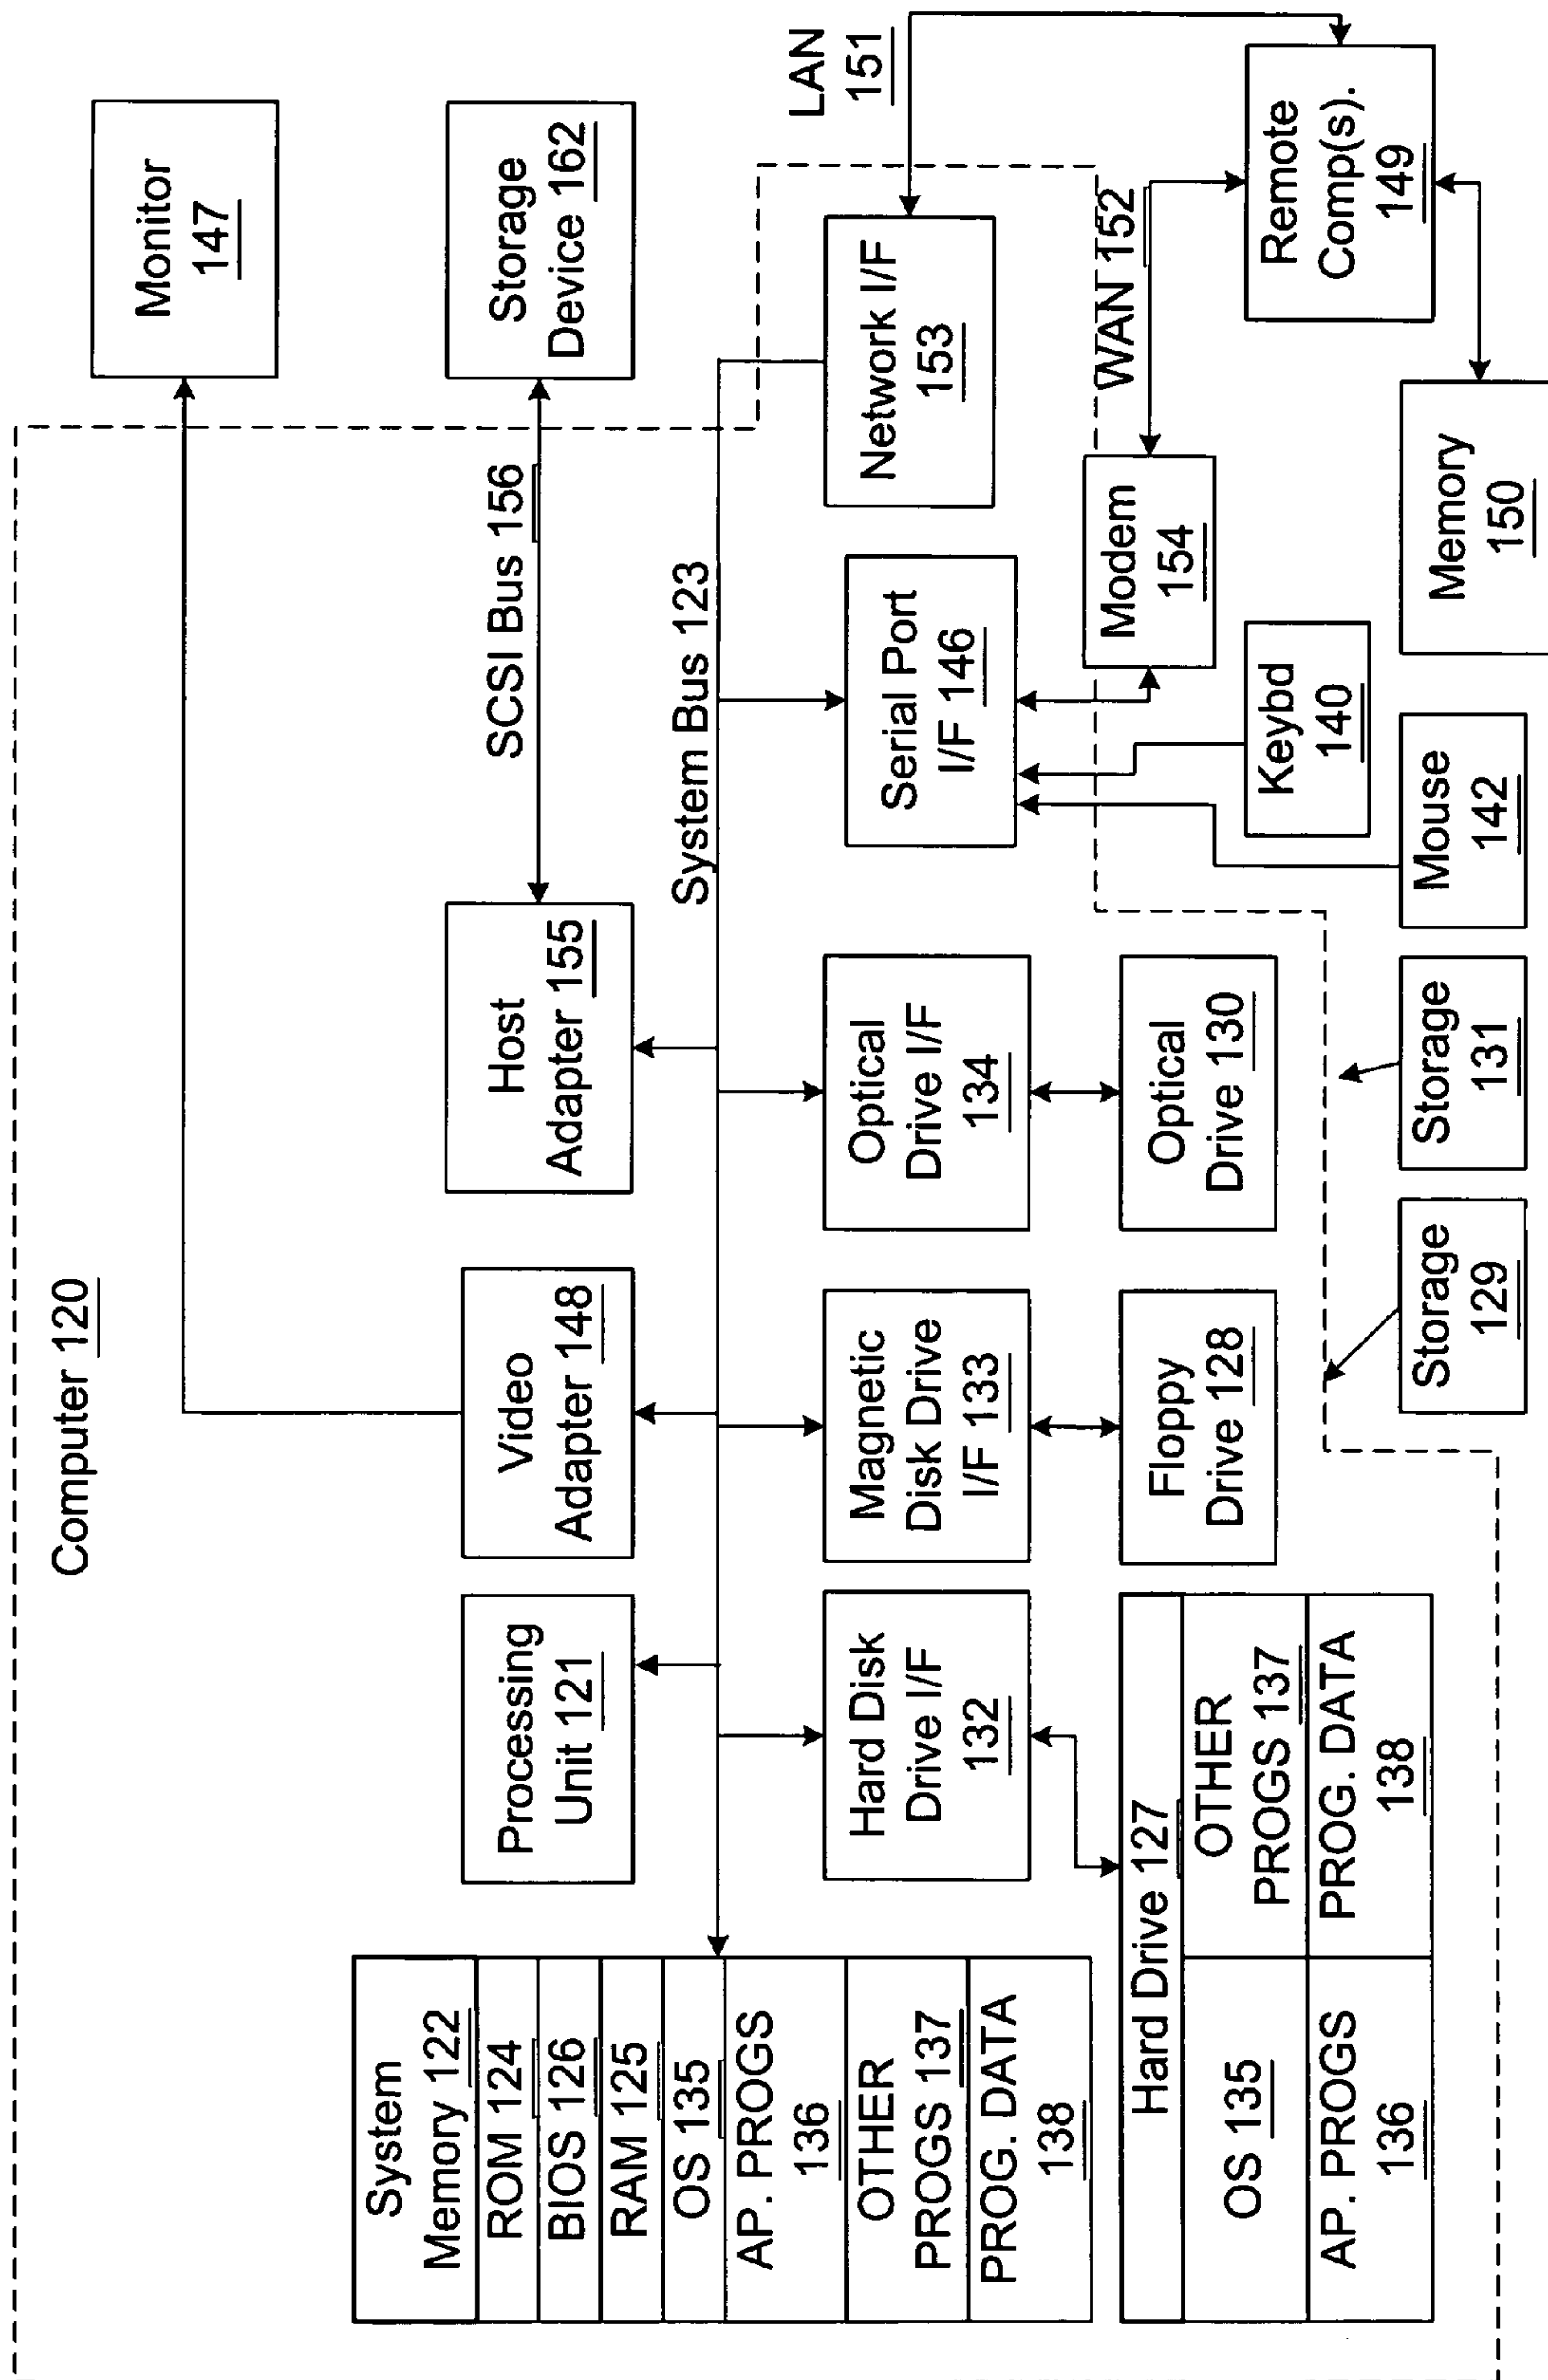 Computer 120
Monitor
147
System
Memory 122
ROM 124
BIOS 126
RAM 125
OS 135
AP. PROGS
136
OTHER
PROGS 137
PROG. DATA
138
Processing
Unit 121
Video
Adapter 148
Host
Adapter 155
SCSI Bus 156
Storage
Device 162
System Bus 123
Hard Disk
Drive I/F
132
Magnetic
Disk Drive
I/F 133
Optical
Drive I/F
134
Serial Port
I/F 146
Network I/F
153
LAN
151
Hard Drive 127
OS 135
OTHER
PROGS 137
AP. PROGS
136
PROG. DATA
138
Floppy
Drive 128
Optical
Drive 130
Modem
154
WAN 152
Storage
129
Storage
131
Mouse
142
Keybd
140
Remote
Comp(s).
149
Memory
150